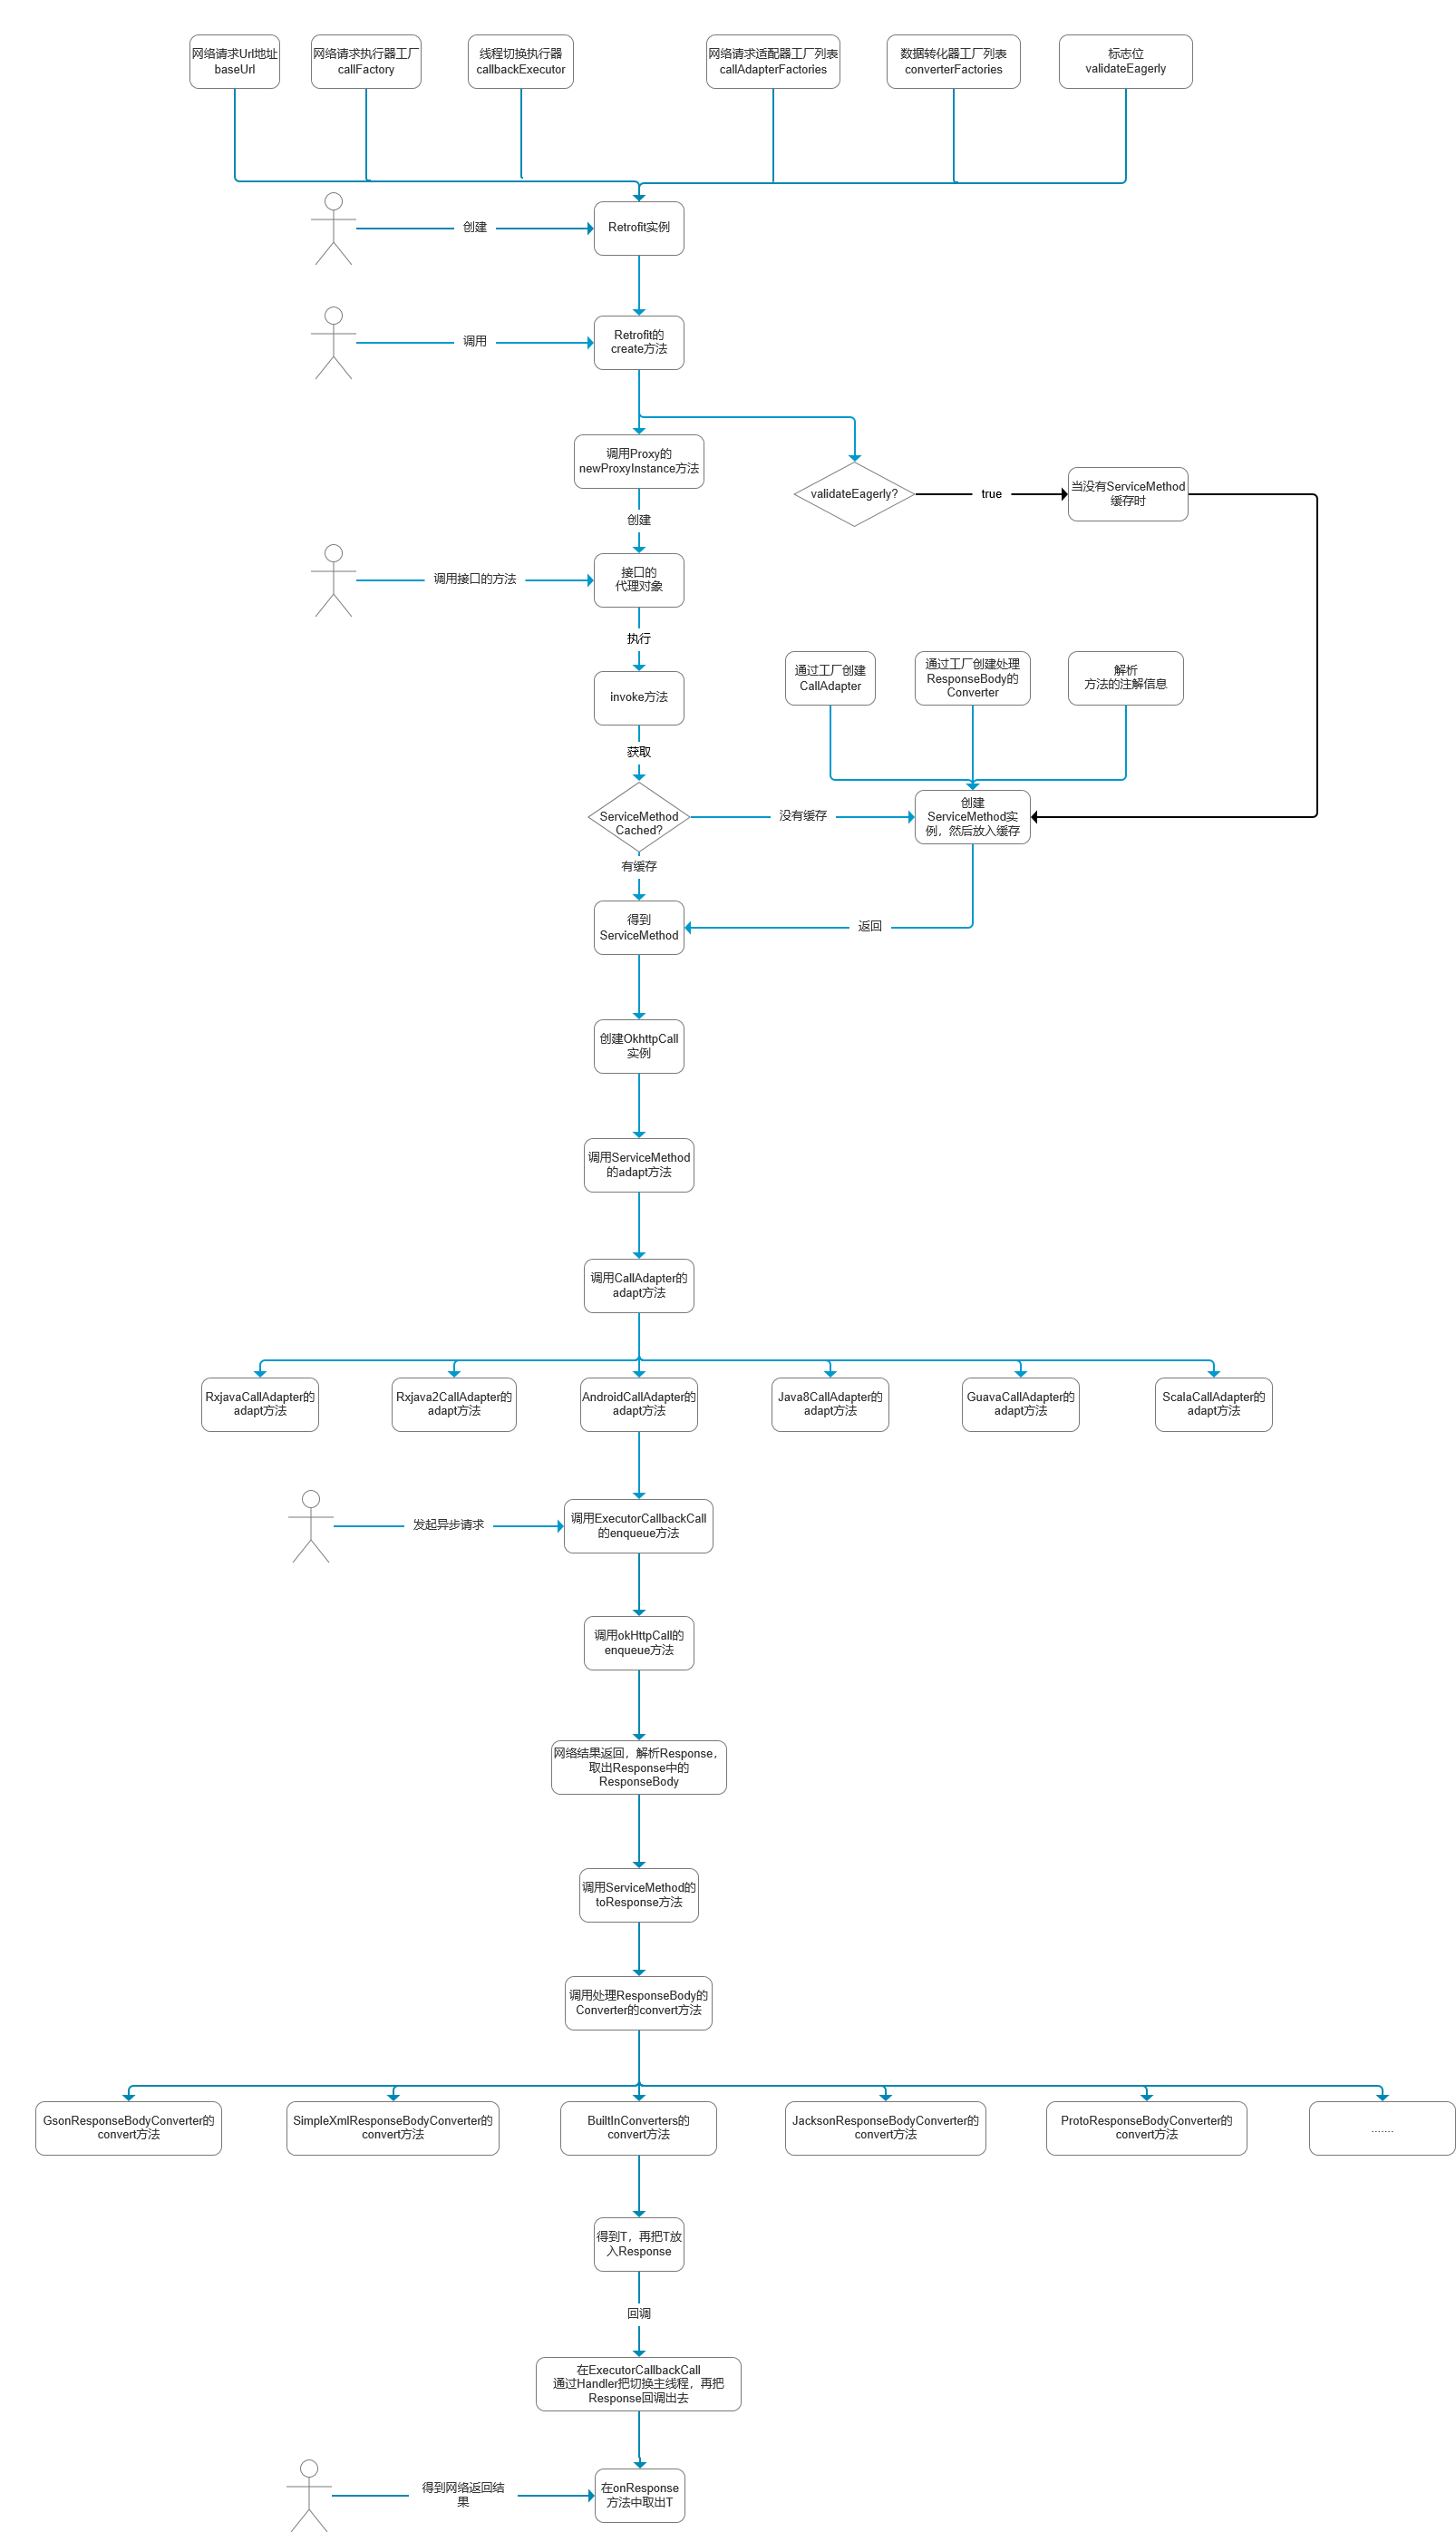 网络请求Url地址
baseUrl
网络请求执行器工厂
callFactory
线程切换执行器
callbackExecutor
网络请求适配器工厂列表
callAdapterFactories
数据转化器工厂列表
converterFactories
标志位
validateEagerly
创建
Retrofit实例
调用
Retrofit的
create方法
调用Proxy的
newProxyInstance方法
validateEagerly?
true
当没有ServiceMethod
缓存时
创建
调用接口的方法
接口的
代理对象
执行
invoke方法
通过工厂创建
CallAdapter
通过工厂创建处理
ResponseBody的
Converter
解析
方法的注解信息
获取
ServiceMethod
Cached?
没有缓存
创建
ServiceMethod实
例，然后放入缓存
有缓存
得到
ServiceMethod
返回
创建OkhttpCall
实例
调用ServiceMethod
的adapt方法
调用CallAdapter的
adapt方法
RxjavaCallAdapter的
adapt方法
Rxjava2CallAdapter的
adapt方法
AndroidCallAdapter的
adapt方法
Java8CallAdapter的
adapt方法
GuavaCallAdapter的
adapt方法
ScalaCallAdapter的
adapt方法
发起异步请求
调用ExecutorCallbackCall
的enqueue方法
调用okHttpCall的
enqueue方法
网络结果返回，解析Response，
取出Response中的
ResponseBody
调用ServiceMethod的
toResponse方法
调用处理ResponseBody的
Converter的convert方法
GsonResponseBodyConverter的
convert方法
SimpleXmlResponseBodyConverter的
convert方法
BuiltInConverters的
convert方法
JacksonResponseBodyConverter的
convert方法
ProtoResponseBodyConverter的
convert方法
.......
得到T，再把T放
入Response
回调
在ExecutorCallbackCall
通过Handler把切换主线程，再把
Response回调出去
得到网络返回结
果
在onResponse
方法中取出T